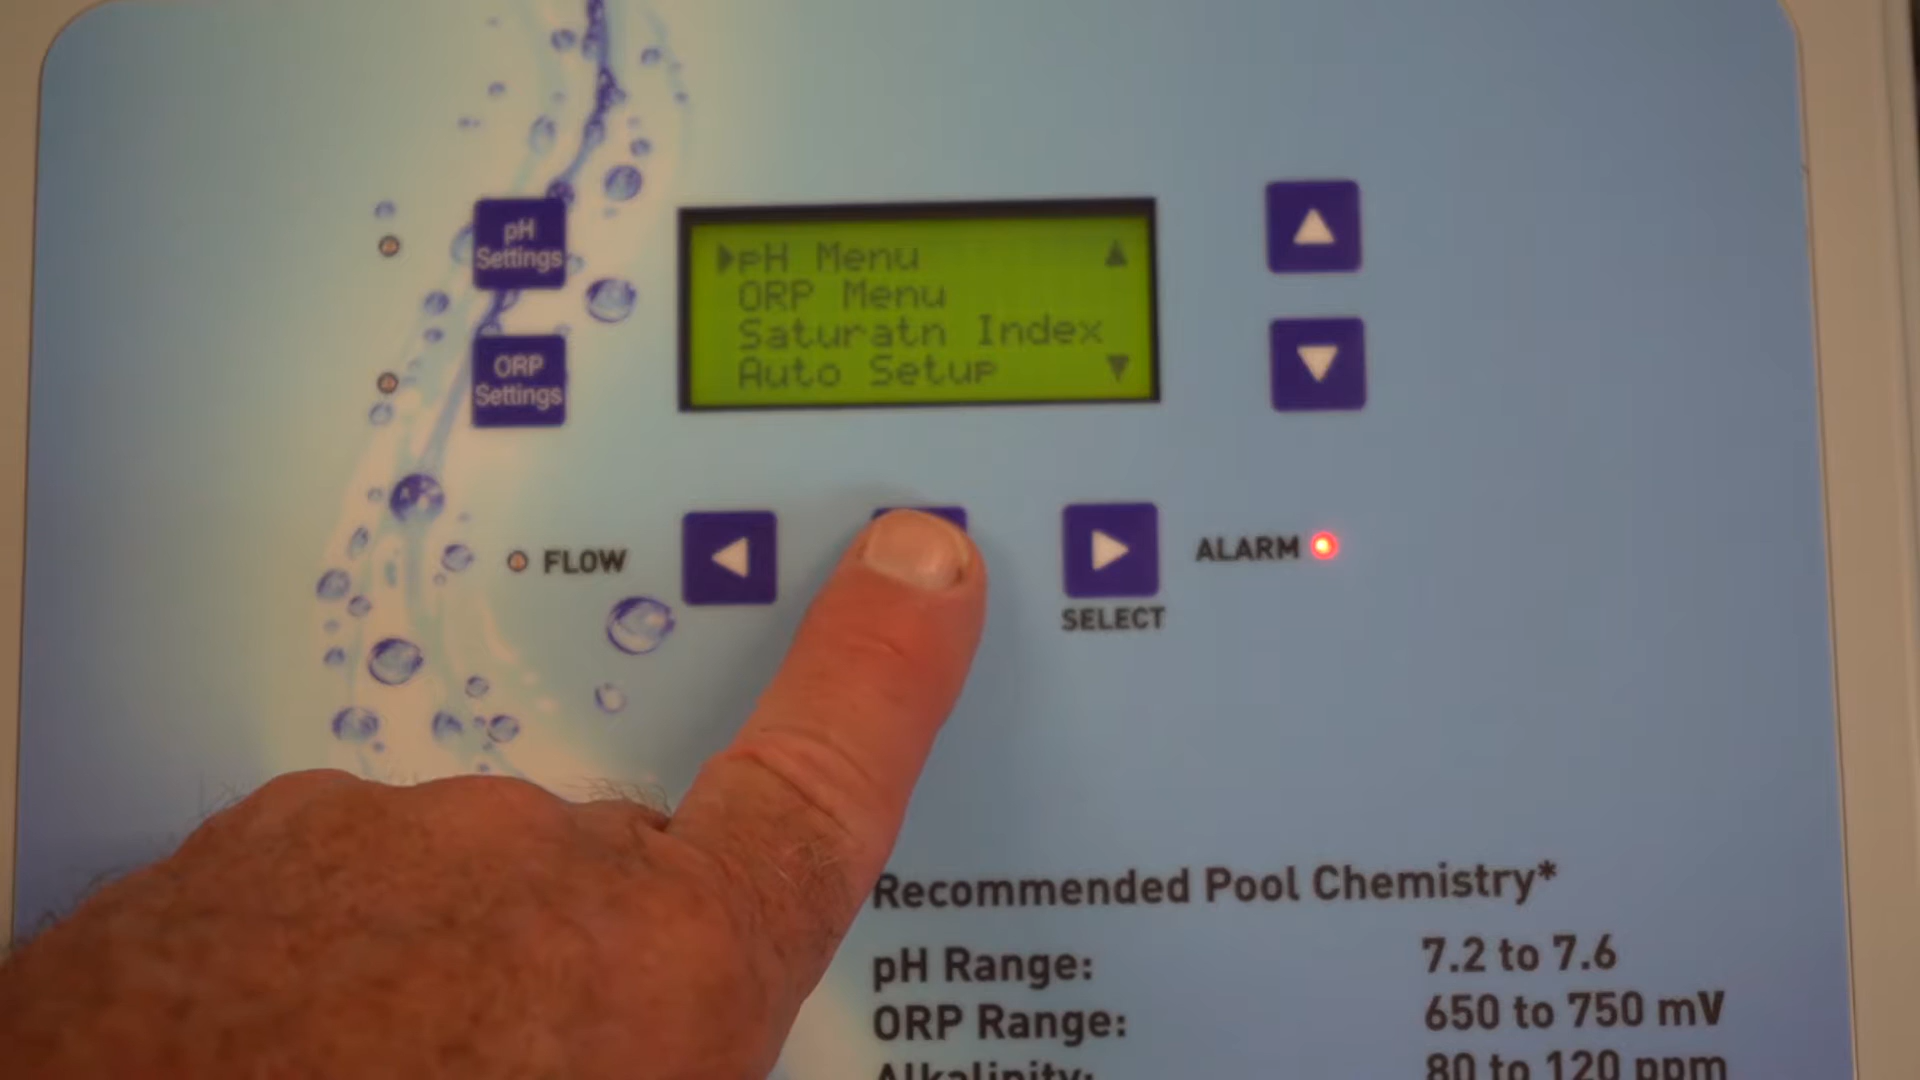 pH
Settings
ORP
Settings
pH Menu
ORP Menu
Saturatn Index
Auto Setup
FLOW
SELECT
ALARM
Recommended Pool Chemistry*
pH Range: 7.2 to 7.6
ORP Range: 650 to 750 mV
Alkalinity: 80 to 120 ppm